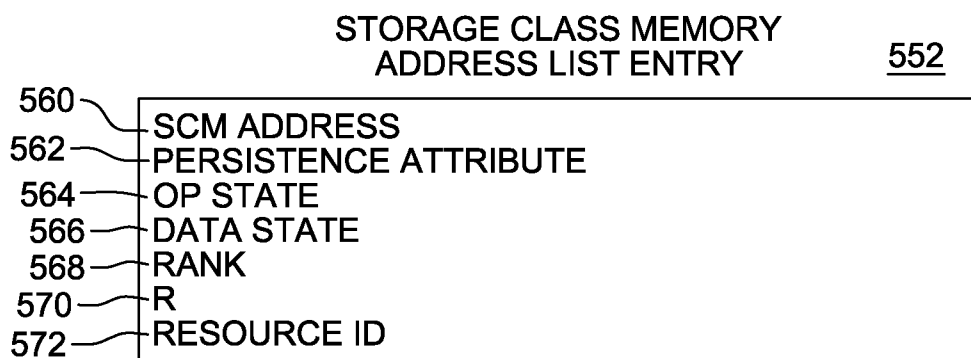 STORAGE CLASS MEMORY
ADDRESS LIST ENTRY 552
560 SCM ADDRESS
562 PERSISTENCE ATTRIBUTE
564 OP STATE
566 DATA STATE
568 RANK
570 R
572 RESOURCE ID